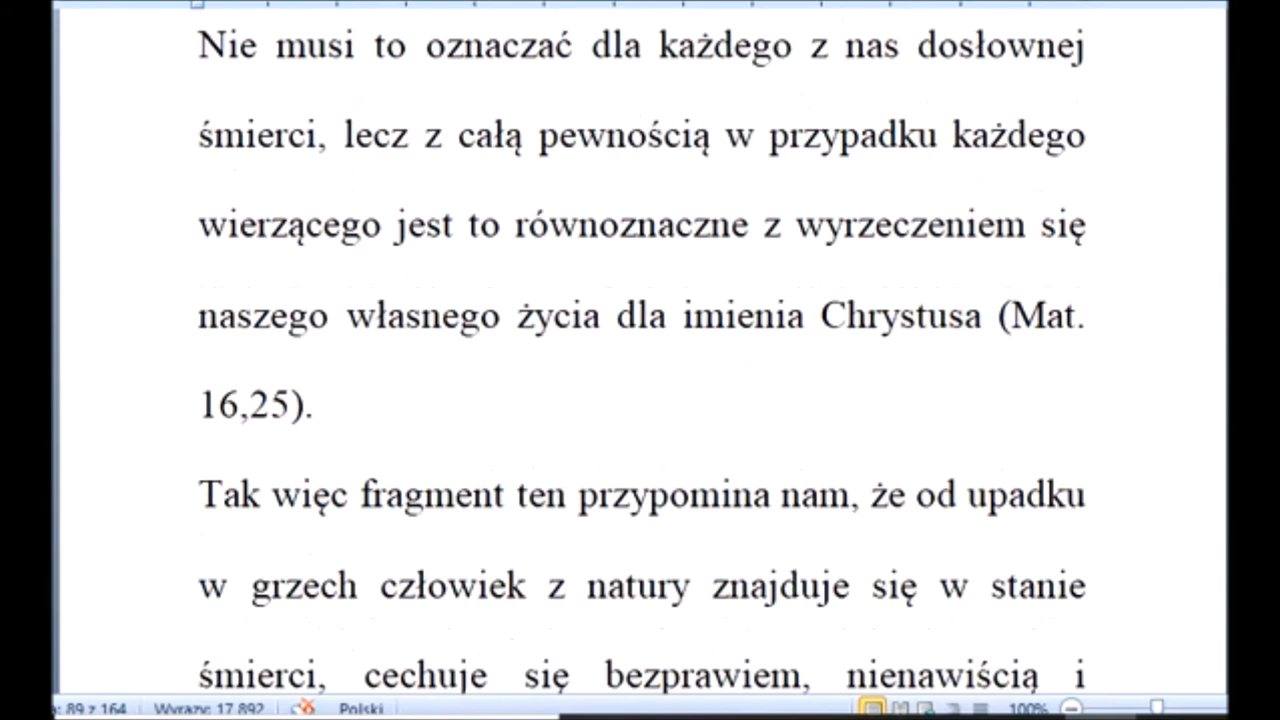 Nie musi to oznaczać dla każdego z nas dosłownej
śmierci, lecz z całą pewnością w przypadku każdego
wierzącego jest to równoznaczne z wyrzeczeniem się
naszego własnego życia dla imienia Chrystusa (Mat.
16,25).
Tak więc fragment ten przypomina nam, że od upadku
w grzech człowiek z natury znajduje się w stanie
śmierci, cechuje się bezprawiem, nienawiścią i
: 89 z 164 Wyrazy: 17 892 Polski 100%